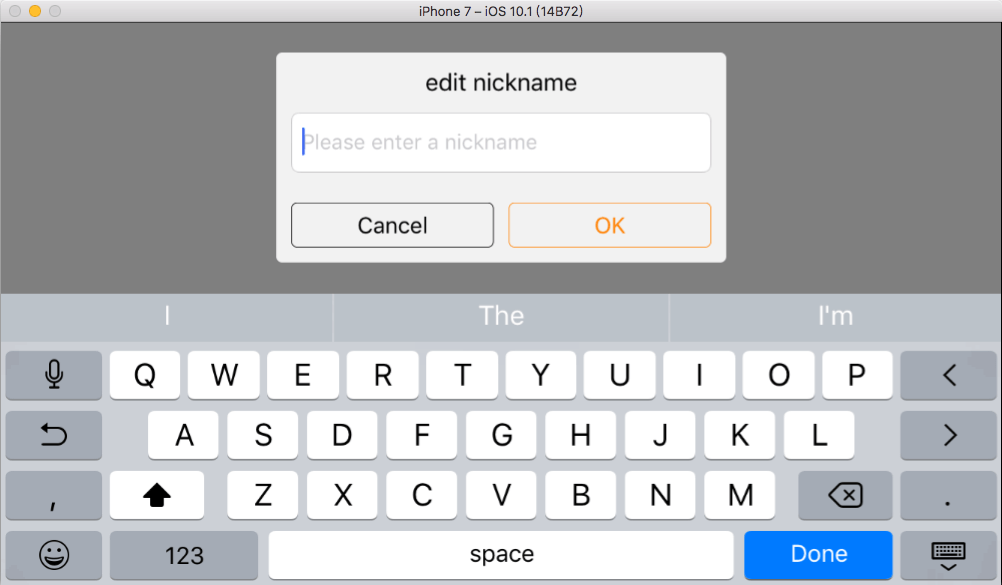 iPhone 7 – iOS 10.1 (14B72)
edit nickname
Please enter a nickname
Cancel OK
I The I'm
Q W E R T Y U I O P
A S D F G H J K L
, Z X C V B N M .
123 space Done